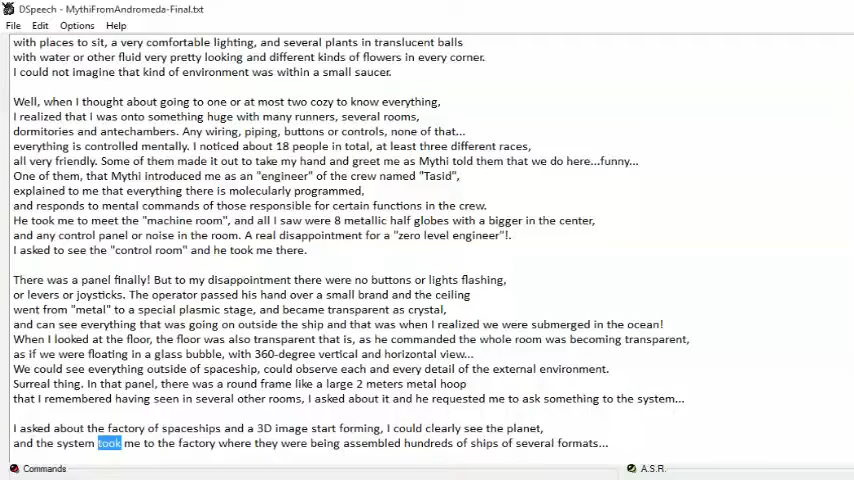 DSpeech - MythiFromAndromeda-Final.txt
File Edit Options Help
with places to sit, a very comfortable lighting, and several plants in translucent balls
with water or other fluid very pretty looking and different kinds of flowers in every corner.
I could not imagine that kind of environment was within a small saucer.
Well, when I thought about going to one or at most two cozy to know everything,
I realized that I was onto something huge with many runners, several rooms,
dormitories and antechambers. Any wiring, piping, buttons or controls, none of that...
everything is controlled mentally. I noticed about 18 people in total, at least three different races,
all very friendly. Some of them made it out to take my hand and greet me as Mythi told them that we do here...funny...
One of them, that Mythi introduced me as an "engineer" of the crew named "Tasid",
explained to me that everything there is molecularly programmed,
and responds to mental commands of those responsible for certain functions in the crew.
He took me to meet the "machine room", and all I saw were 8 metallic half globes with a bigger in the center,
and any control panel or noise in the room. A real disappointment for a "zero level engineer"!.
I asked to see the "control room" and he took me there.
There was a panel finally! But to my disappointment there were no buttons or lights flashing,
or levers or joysticks. The operator passed his hand over a small brand and the ceiling
went from "metal" to a special plasmic stage, and became transparent as crystal,
and can see everything that was going on outside the ship and that was when I realized we were submerged in the ocean!
When I looked at the floor, the floor was also transparent that is, as he commanded the whole room was becoming transparent,
as if we were floating in a glass bubble, with 360-degree vertical and horizontal view...
We could see everything outside of spaceship, could observe each and every detail of the external environment.
Surreal thing. In that panel, there was a round frame like a large 2 meters metal hoop
that I remembered having seen in several other rooms, I asked about it and he requested me to ask something to the system...
I asked about the factory of spaceships and a 3D image start forming, I could clearly see the planet,
and the system took me to the factory where they were being assembled hundreds of ships of several formats...
Commands A.S.R.